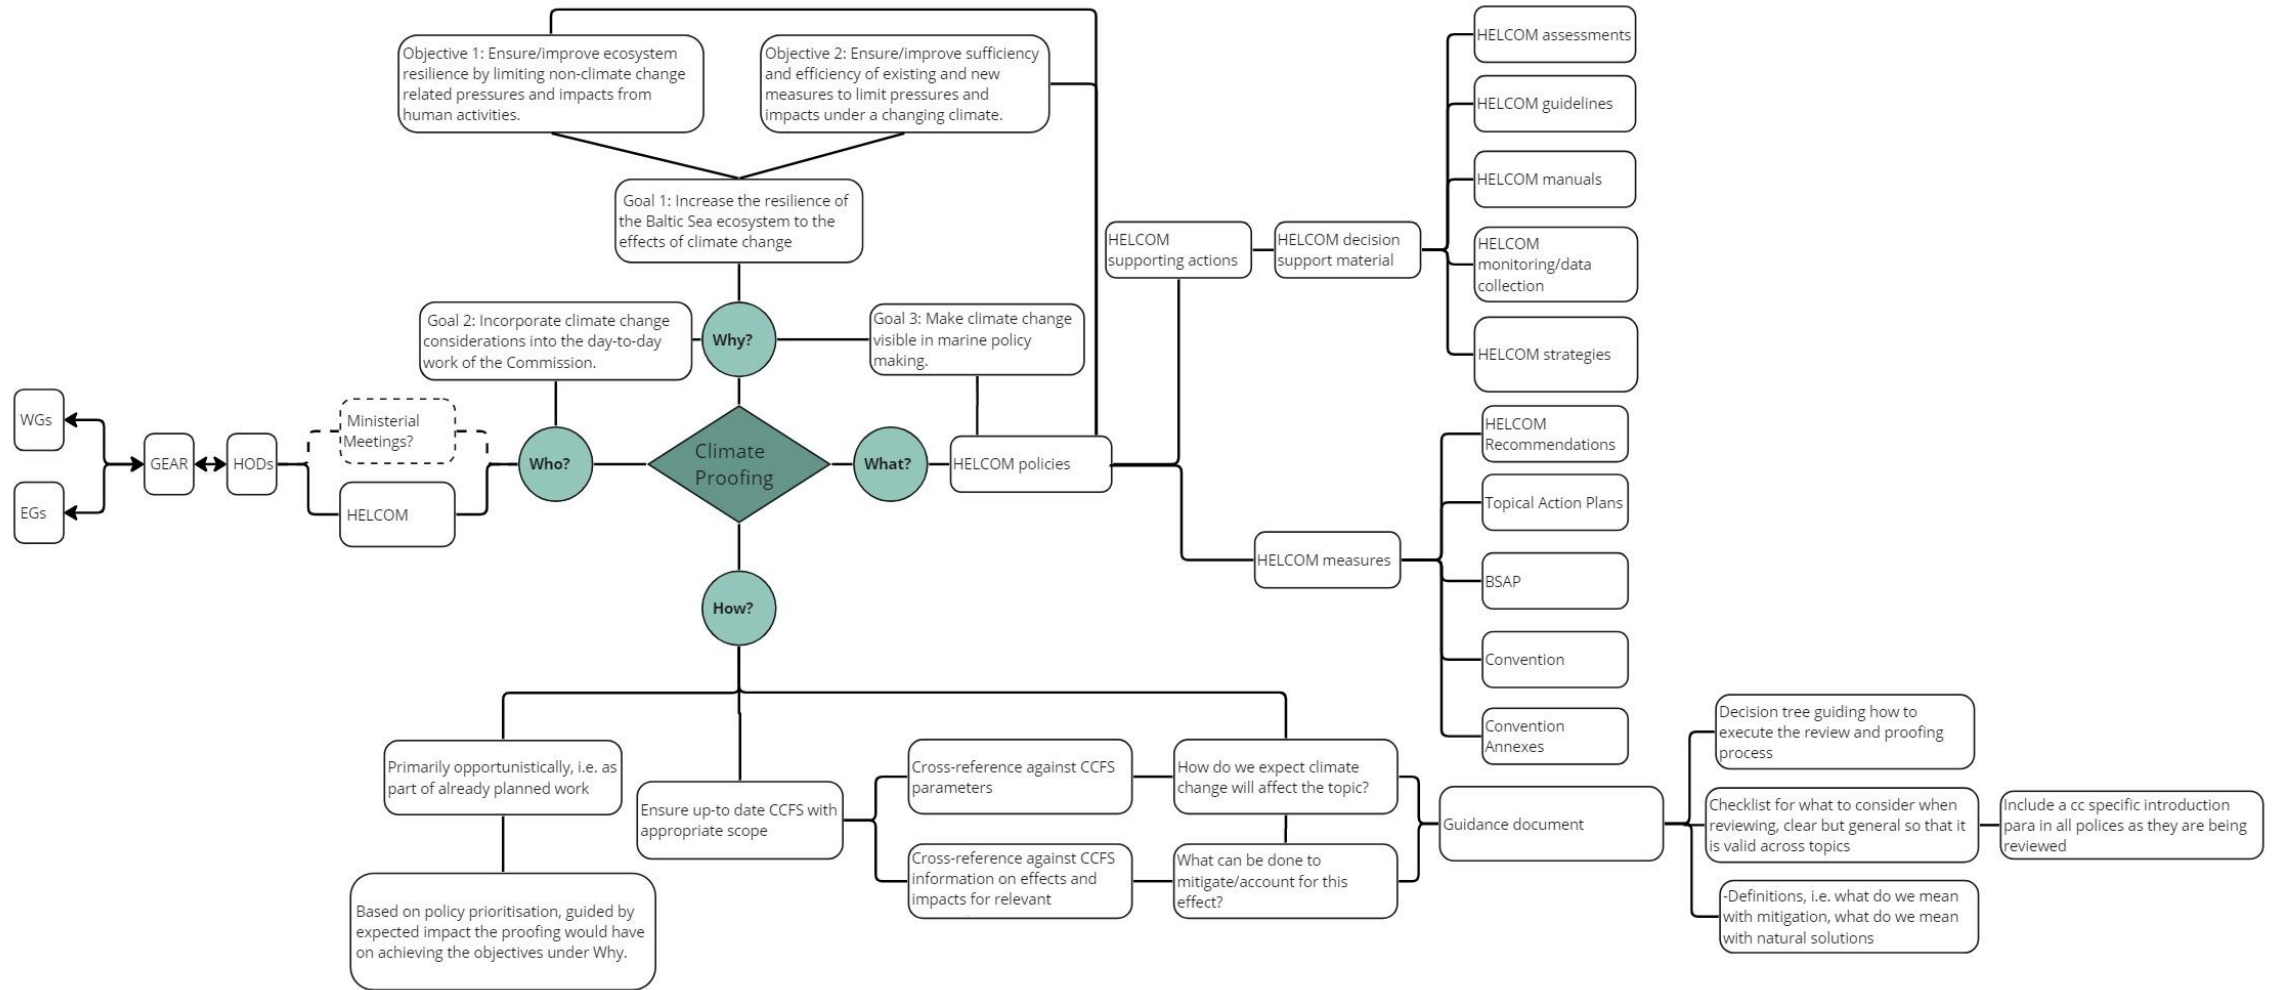 Objective 1: Ensure/improve ecosystem
resilience by limiting non-climate change
related pressures and impacts from
human activities.
Objective 2: Ensure/improve sufficiency
and efficiency of existing and new
measures to limit pressures and
impacts under a changing climate.
Goal 1: Increase the resilience of
the Baltic Sea ecosystem to the
effects of climate change
Goal 2: Incorporate climate change
considerations into the day-to-day
work of the Commission.
Why?
Goal 3: Make climate change
visible in marine policy
making.
WGs
EGs
GEAR
HODs
Ministerial
Meetings?
HELCOM
Who?
Climate
Proofing
What?
HELCOM policies
HELCOM
supporting actions
HELCOM decision
support material
HELCOM assessments
HELCOM guidelines
HELCOM manuals
HELCOM
monitoring/data
collection
HELCOM strategies
HELCOM measures
HELCOM
Recommendations
Topical Action Plans
BSAP
Convention
Convention
Annexes
How?
Primarily opportunistically, i.e. as
part of already planned work
Based on policy prioritisation, guided by
expected impact the proofing would have
on achieving the objectives under Why.
Ensure up-to date CCFS with
appropriate scope
Cross-reference against CCFS
parameters
Cross-reference against CCFS
information on effects and
impacts for relevant
How do we expect climate
change will affect the topic?
What can be done to
mitigate/account for this
effect?
Guidance document
Decision tree guiding how to
execute the review and proofing
process
Checklist for what to consider when
reviewing, clear but general so that it
is valid across topics
Include a cc specific introduction
para in all polices as they are being
reviewed
-Definitions, i.e. what do we mean
with mitigation, what do we mean
with natural solutions